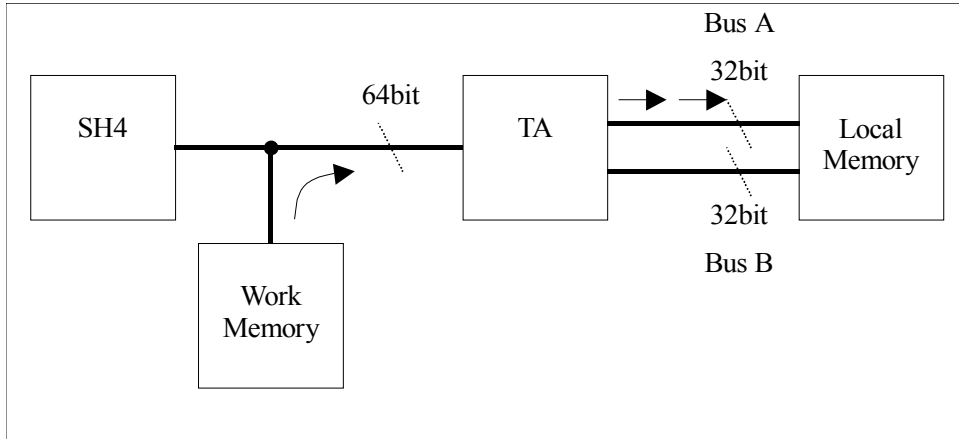 Bus A
32bit
64bit
SH4
TA
Local
Memory
32bit
Bus B
Work
Memory